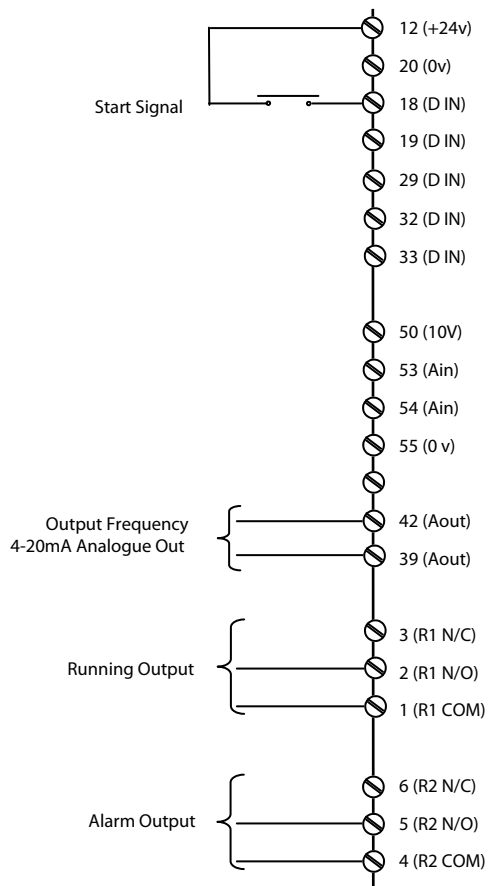 12 (+24v)
20 (0v)
Start Signal
18 (D IN)
19 (D IN)
29 (D IN)
32 (D IN)
33 (D IN)
50 (10V)
53 (Ain)
54 (Ain)
55 (0 v)
Output Frequency
4-20mA Analogue Out
42 (Aout)
39 (Aout)
3 (R1 N/C)
Running Output
2 (R1 N/O)
1 (R1 COM)
6 (R2 N/C)
Alarm Output
5 (R2 N/O)
4 (R2 COM)